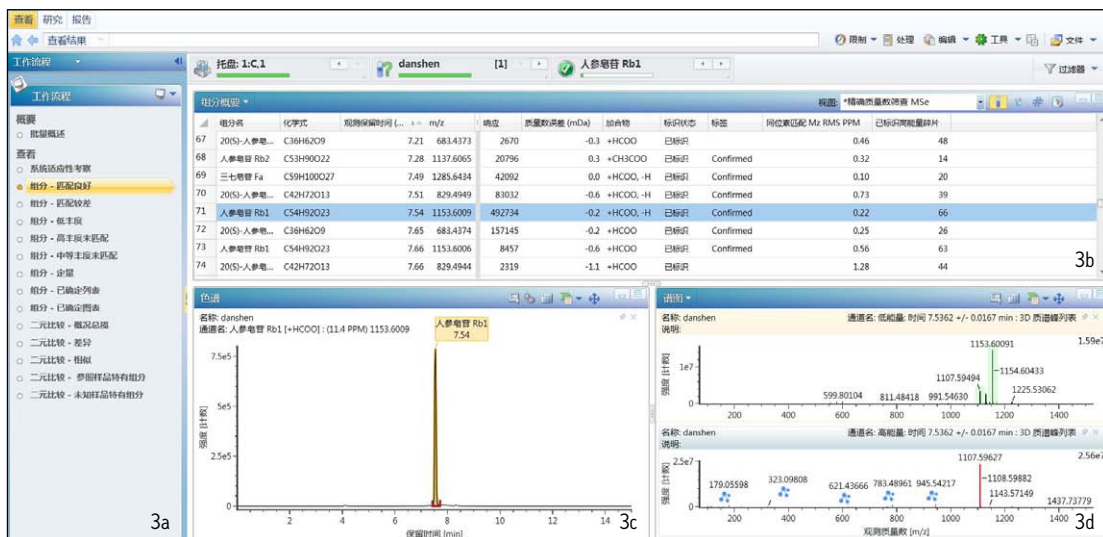 查看 研究 报告
查看结果
限制 处理 编辑 工具 文件
工作流程
托盘: 1:C,1
danshen [1]
人参皂苷 Rb1
过滤器
工作流程
概要
批量概述
查看
系统适应性考察
组分 - 匹配良好
组分 - 匹配较差
组分 - 低丰度
组分 - 高丰度未匹配
组分 - 中等丰度未匹配
组分 - 定量
组分 - 已确定列表
组分 - 已确定图表
二元比较 - 概况总揽
二元比较 - 差异
二元比较 - 相似
二元比较 - 参照样品特有组分
二元比较 - 未知样品特有组分
3a
组分概要 视图: *精确质量数筛查 MSe
组分名 化学式 观测保留时间 (... m/z 响应 质量数误差 (mDa) 加合物 标识状态 标签 同位素匹配 Mz RMS PPM 已标识高能量碎片
67 20(S)-人参皂... C36H62O9 7.21 683.4373 2670 -0.3 +HCOO 已标识 0.46 48
68 人参皂苷 Rb2 C53H90O22 7.28 1137.6065 20796 0.3 +CH3COO 已标识 Confirmed 0.32 14
69 三七皂苷 Fa C59H100O27 7.49 1285.6434 42092 0.0 +HCOO, -H 已标识 Confirmed 0.10 20
70 20(S)-人参皂... C42H72O13 7.51 829.4949 83032 -0.6 +HCOO, -H 已标识 Confirmed 0.73 39
71 人参皂苷 Rb1 C54H92O23 7.54 1153.6009 492734 -0.2 +HCOO, -H 已标识 Confirmed 0.22 66
72 20(S)-人参皂... C36H62O9 7.65 683.4374 157145 -0.2 +HCOO 已标识 Confirmed 0.25 26
73 人参皂苷 Rb1 C54H92O23 7.66 1153.6006 8457 -0.6 +HCOO 已标识 Confirmed 0.56 63
74 20(S)-人参皂... C42H72O13 7.66 829.4944 2319 -1.1 +HCOO 已标识 1.28 44
3b
色谱
名称: danshen
通道名: 人参皂苷 Rb1 [+HCOO] : (11.4 PPM) 1153.6009
人参皂苷 Rb1
7.54
强度 [计数]
7.5e5
5e5
2.5e5
0
2 4 6 8 10 12 14
保留时间 [min]
3c
谱图
名称: danshen 通道名: 低能量: 时间 7.5362 +/- 0.0167 min : 3D 质谱峰列表
说明:
1.59e7
1153.60091
1154.60433
1107.59494
1225.53062
599.80104 811.48418 991.54630
强度 [计数]
1e7
0
200 400 600 800 1000 1200 1400
名称: danshen 通道名: 高能量: 时间 7.5362 +/- 0.0167 min : 3D 质谱峰列表
说明:
2.56e7
1107.59627
1108.59882
1143.57149
1437.73779
179.05598 323.09808 621.43666 783.48961 945.54217
强度 [计数]
2.5e7
0
200 400 600 800 1000 1200 1400
观测质量数 [m/z]
3d